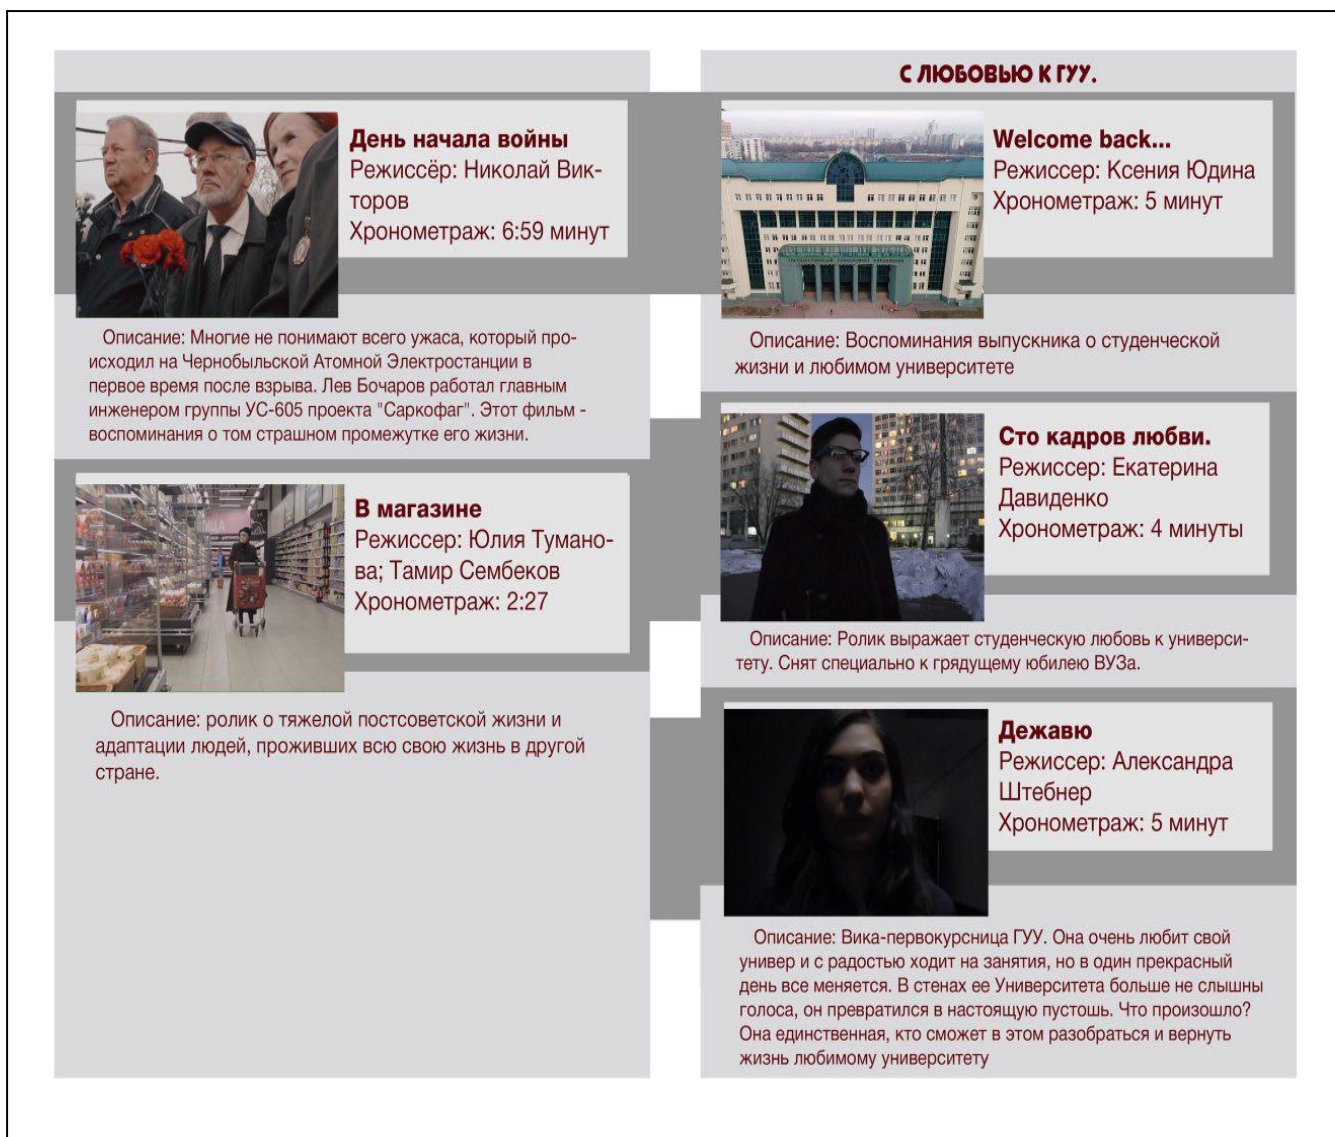 День начала войны
Режиссёр: Николай Вик-
торов
Хронометраж: 6:59 минут
Описание: Многие не понимают всего ужаса, который про-
исходил на Чернобыльской Атомной Электростанции в
первое время после взрыва. Лев Бочаров работал главным
инженером группы УС-605 проекта "Саркофаг". Этот фильм -
воспоминания о том страшном промежутке его жизни.
В магазине
Режиссер: Юлия Тумано-
ва; Тамир Сембеков
Хронометраж: 2:27
Описание: ролик о тяжелой постсоветской жизни и
адаптации людей, проживших всю свою жизнь в другой
стране.
С ЛЮБОВЬЮ К ГУУ.
Welcome back...
Режиссер: Ксения Юдина
Хронометраж: 5 минут
Описание: Воспоминания выпускника о студенческой
жизни и любимом университете
Сто кадров любви.
Режиссер: Екатерина
Давиденко
Хронометраж: 4 минуты
Описание: Ролик выражает студенческую любовь к универси-
тету. Снят специально к грядущему юбилею ВУЗа.
Дежавю
Режиссер: Александра
Штебнер
Хронометраж: 5 минут
Описание: Вика-первокурсница ГУУ. Она очень любит свой
универ и с радостью ходит на занятия, но в один прекрасный
день все меняется. В стенах ее Университета больше не слышны
голоса, он превратился в настоящую пустошь. Что произошло?
Она единственная, кто сможет в этом разобраться и вернуть
жизнь любимому университету